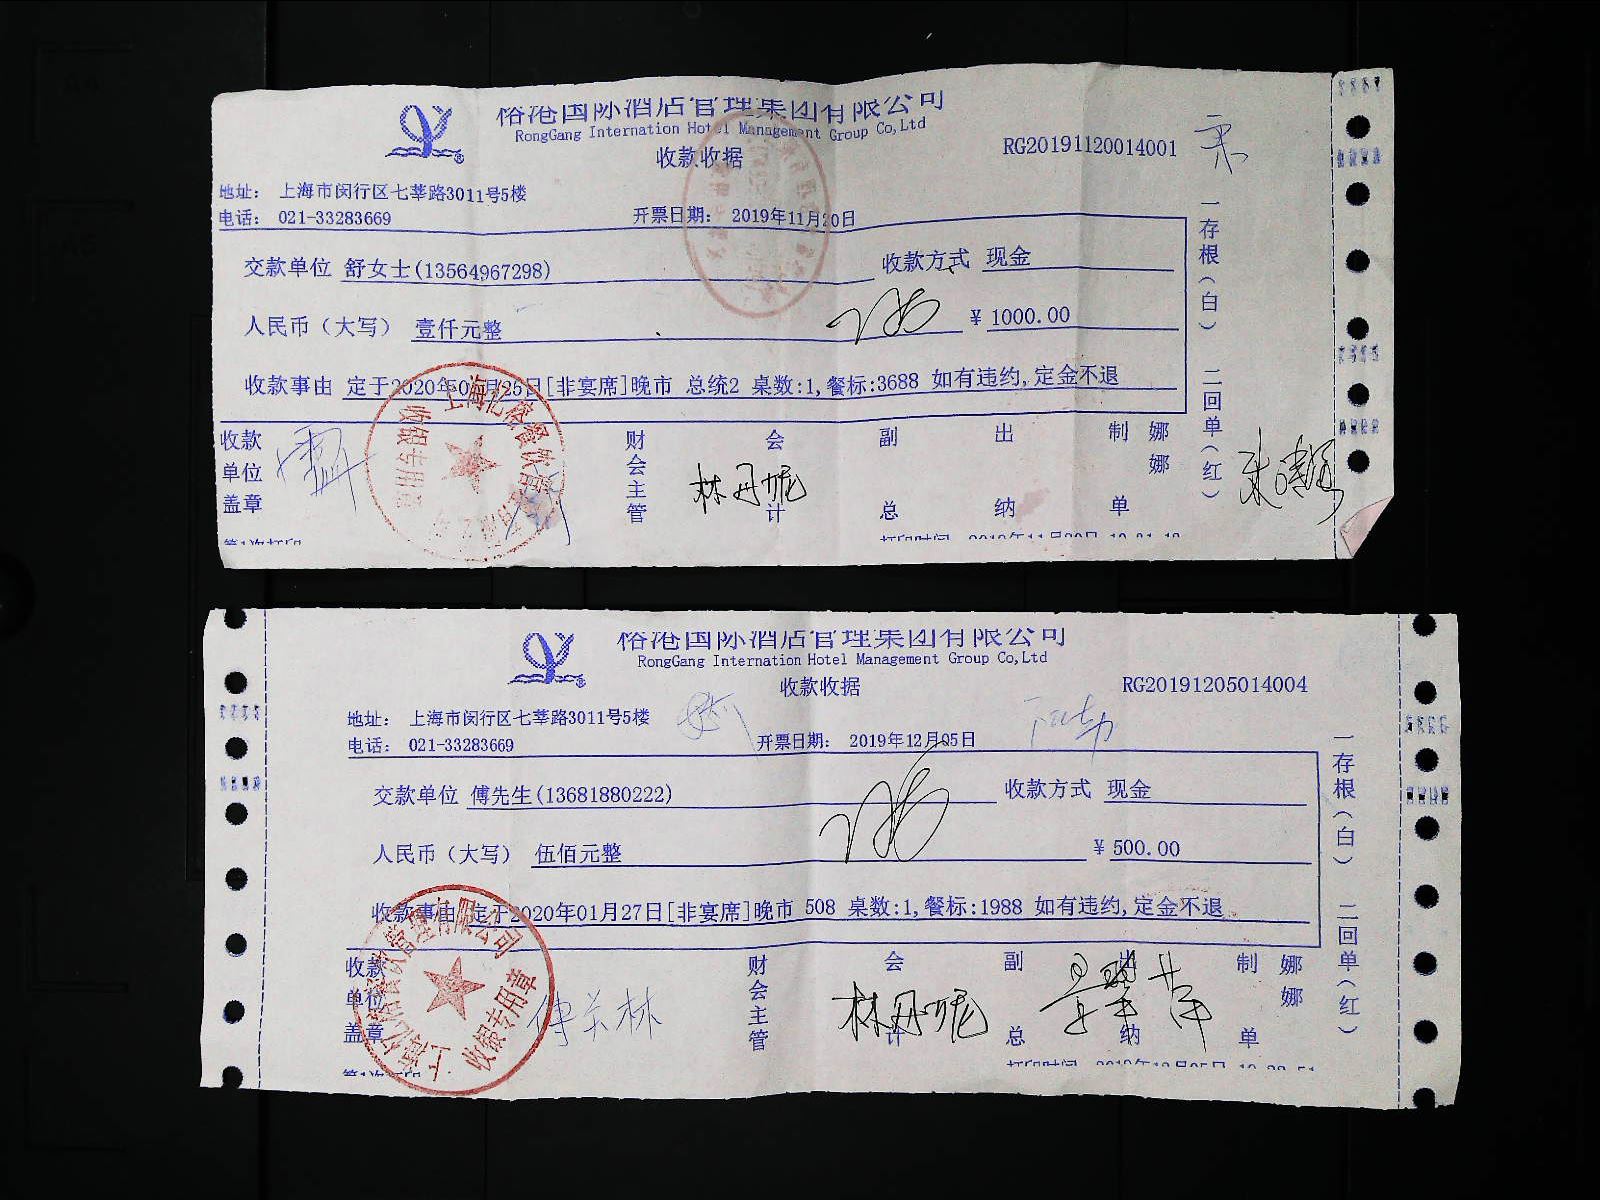 裕港国际酒店管理集团有限公司
RongGang Internation Hotel Management Group Co,Ltd
收款收据
RG20191120014001
地址： 上海市闵行区七莘路3011号5楼
电话： 021-33283669
开票日期： 2019年11月20日
交款单位 舒女士(13564967298)
收款方式 现金
人民币（大写） 壹仟元整
¥ 1000.00
收款事由 定于2020年01月25日[非宴席]晚市 总统2 桌数:1,餐标:3688 如有违约,定金不退
收款单位盖章
财会主管
会计
林丹妮
副总
出纳
制单
娜娜
一存根（白） 二回单（红）
第1次打印
裕港国际酒店管理集团有限公司
RongGang Internation Hotel Management Group Co,Ltd
收款收据
RG20191205014004
地址： 上海市闵行区七莘路3011号5楼
电话： 021-33283669
开票日期： 2019年12月05日
交款单位 傅先生(13681880222)
收款方式 现金
人民币（大写） 伍佰元整
¥ 500.00
收款事由 定于2020年01月27日[非宴席]晚市 508 桌数:1,餐标:1988 如有违约,定金不退
收款单位盖章
收银专用章
财会主管
会计
林丹妮
副总
出纳
制单
娜娜
一存根（白） 二回单（红）
第1次打印